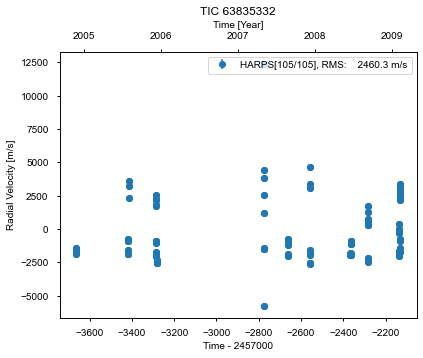 TIC 63835332
Time [Year]
2005 2006 2007 2008 2009
HARPS[105/105], RMS: 2460.3 m/s
12500
10000
7500
5000
2500
0
−2500
−5000
Radial Velocity [m/s]
−3600 −3400 −3200 −3000 −2800 −2600 −2400 −2200
Time - 2457000